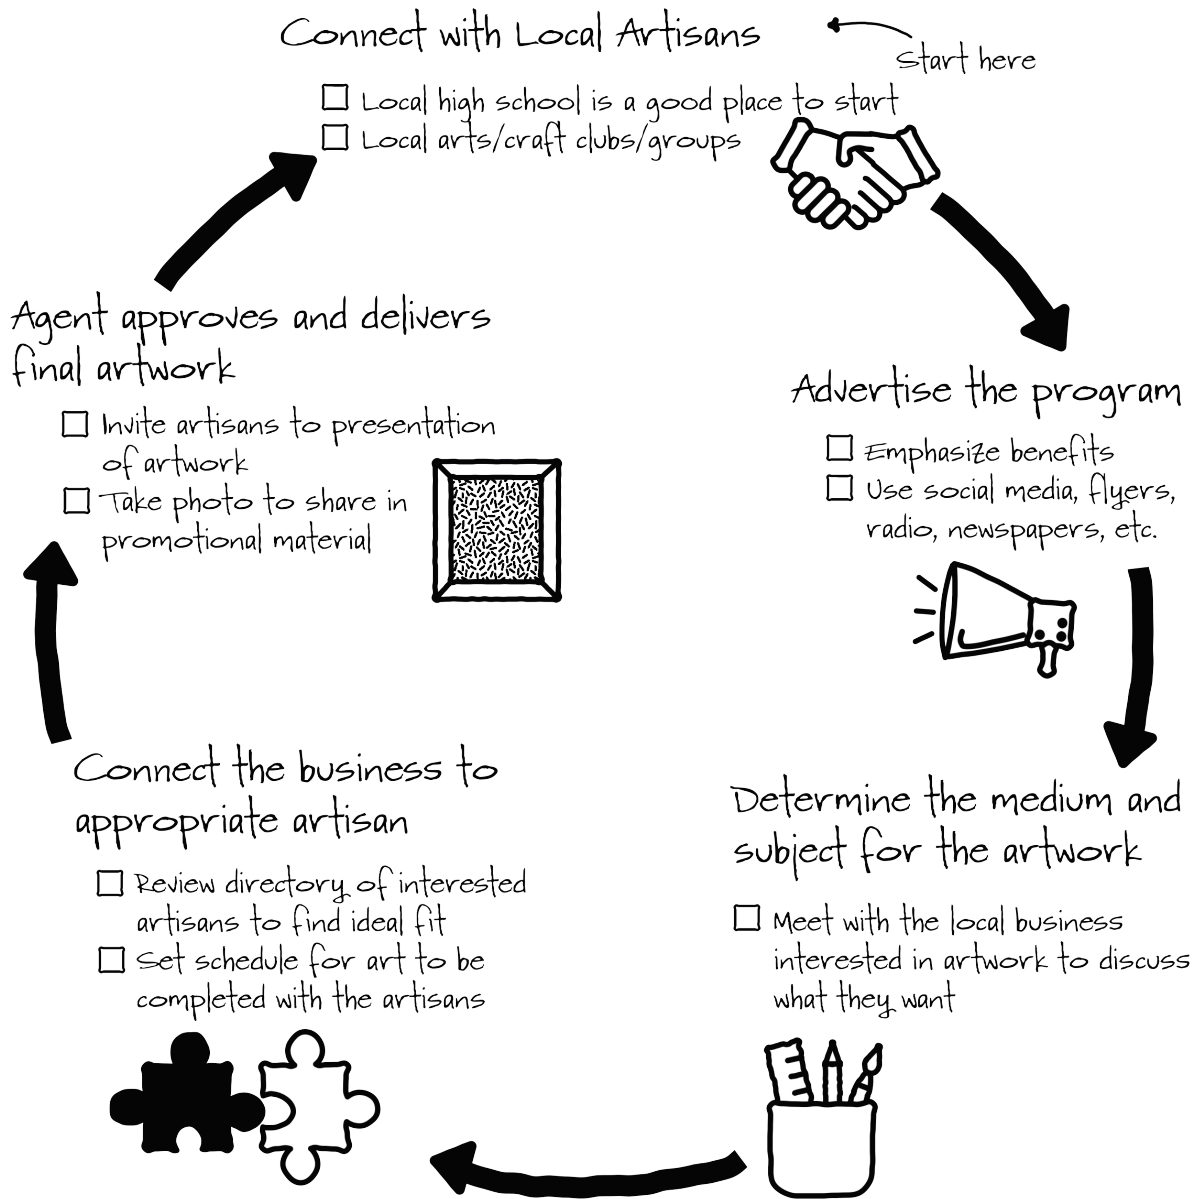 Connect with Local Artisans
Start here
☐ Local high school is a good place to start
☐ Local arts/craft clubs/groups
Advertise the program
☐ Emphasize benefits
☐ Use social media, flyers,
radio, newspapers, etc.
Determine the medium and
subject for the artwork
☐ Meet with the local business
interested in artwork to discuss
what they want
Connect the business to
appropriate artisan
☐ Review directory of interested
artisans to find ideal fit
☐ Set schedule for art to be
completed with the artisans
Agent approves and delivers
final artwork
☐ Invite artisans to presentation
of artwork
☐ Take photo to share in
promotional material